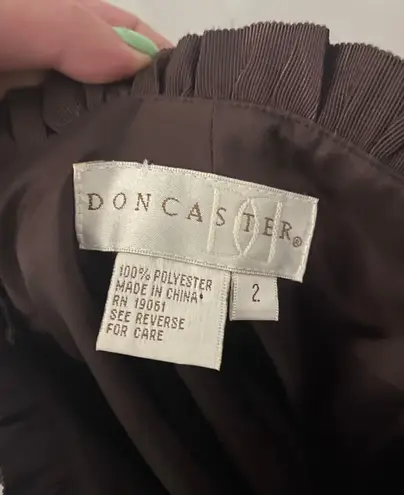 DONCASTER®
100% POLYESTER
MADE IN CHINA
RN 19061
SEE REVERSE
FOR CARE
2